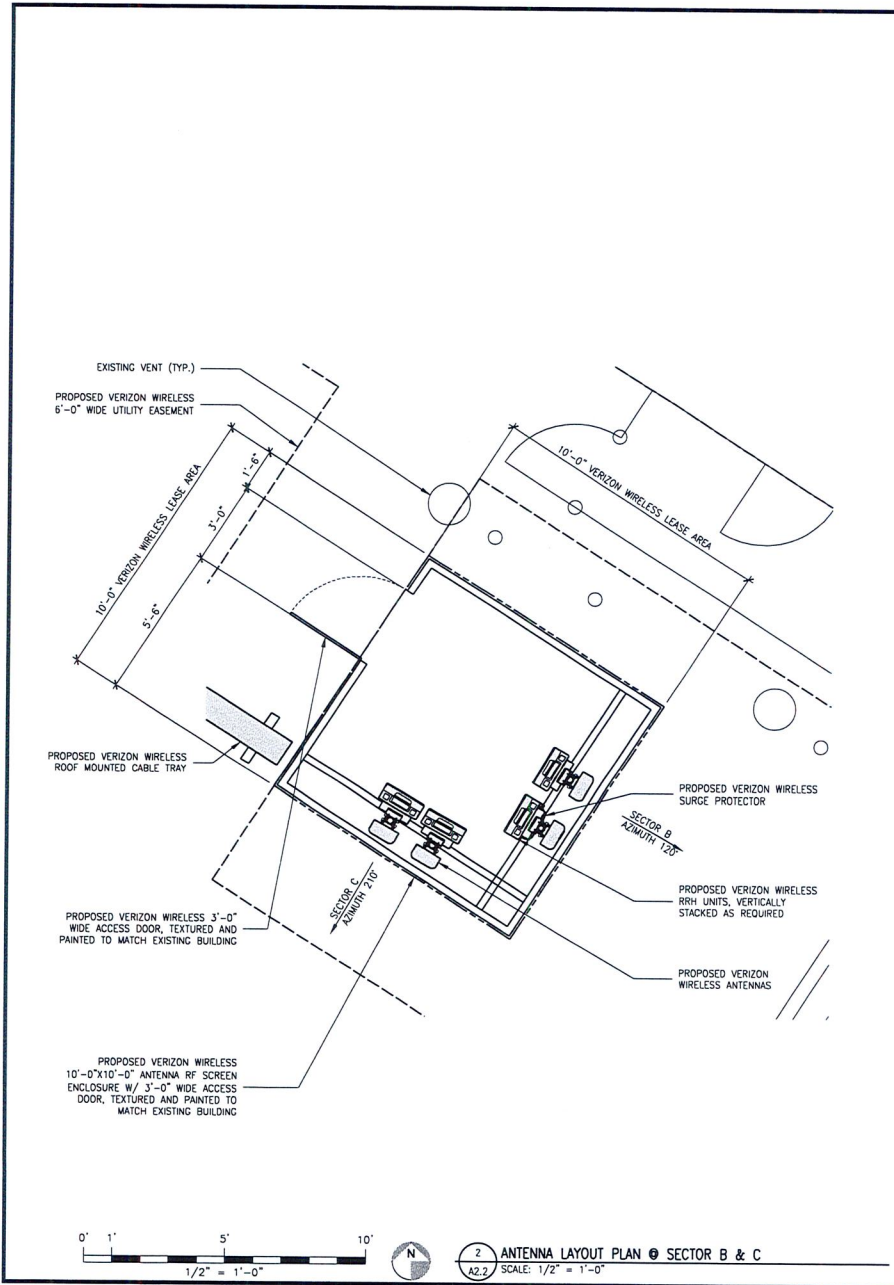 EXISTING VENT (TYP.)
PROPOSED VERIZON WIRELESS
6'-0" WIDE UTILITY EASEMENT
10'-0" VERIZON WIRELESS LEASE AREA
1'-6"
3'-0"
5'-6"
10'-0" VERIZON WIRELESS LEASE AREA
PROPOSED VERIZON WIRELESS
ROOF MOUNTED CABLE TRAY
PROPOSED VERIZON WIRELESS
SURGE PROTECTOR
SECTOR B
AZIMUTH 120°
SECTOR C
AZIMUTH 210°
PROPOSED VERIZON WIRELESS
RRH UNITS, VERTICALLY
STACKED AS REQUIRED
PROPOSED VERIZON WIRELESS 3'-0"
WIDE ACCESS DOOR, TEXTURED AND
PAINTED TO MATCH EXISTING BUILDING
PROPOSED VERIZON
WIRELESS ANTENNAS
PROPOSED VERIZON WIRELESS
10'-0"X10'-0" ANTENNA RF SCREEN
ENCLOSURE W/ 3'-0" WIDE ACCESS
DOOR, TEXTURED AND PAINTED TO
MATCH EXISTING BUILDING
0' 1' 5' 10'
1/2" = 1'-0"
N
2
A2.2
ANTENNA LAYOUT PLAN @ SECTOR B & C
SCALE: 1/2" = 1'-0"